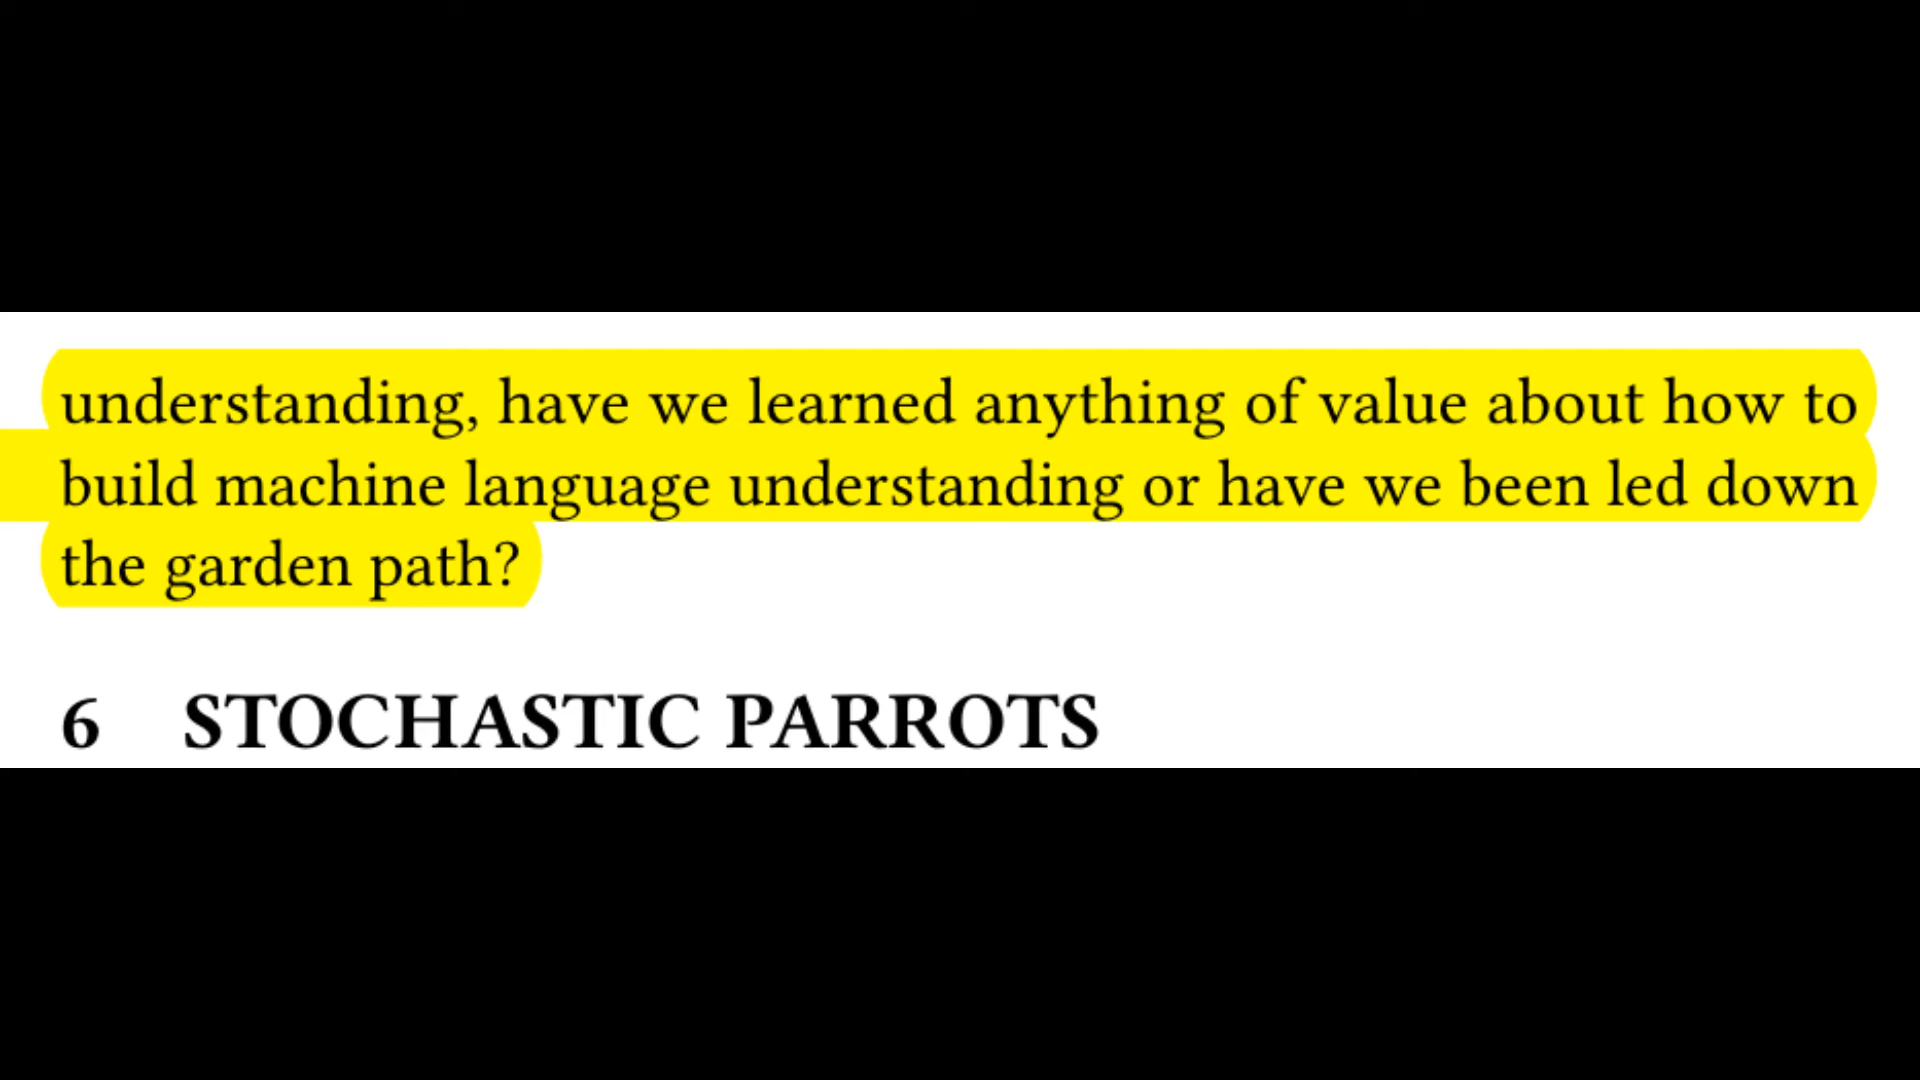 understanding, have we learned anything of value about how to
build machine language understanding or have we been led down
the garden path?
6 STOCHASTIC PARROTS